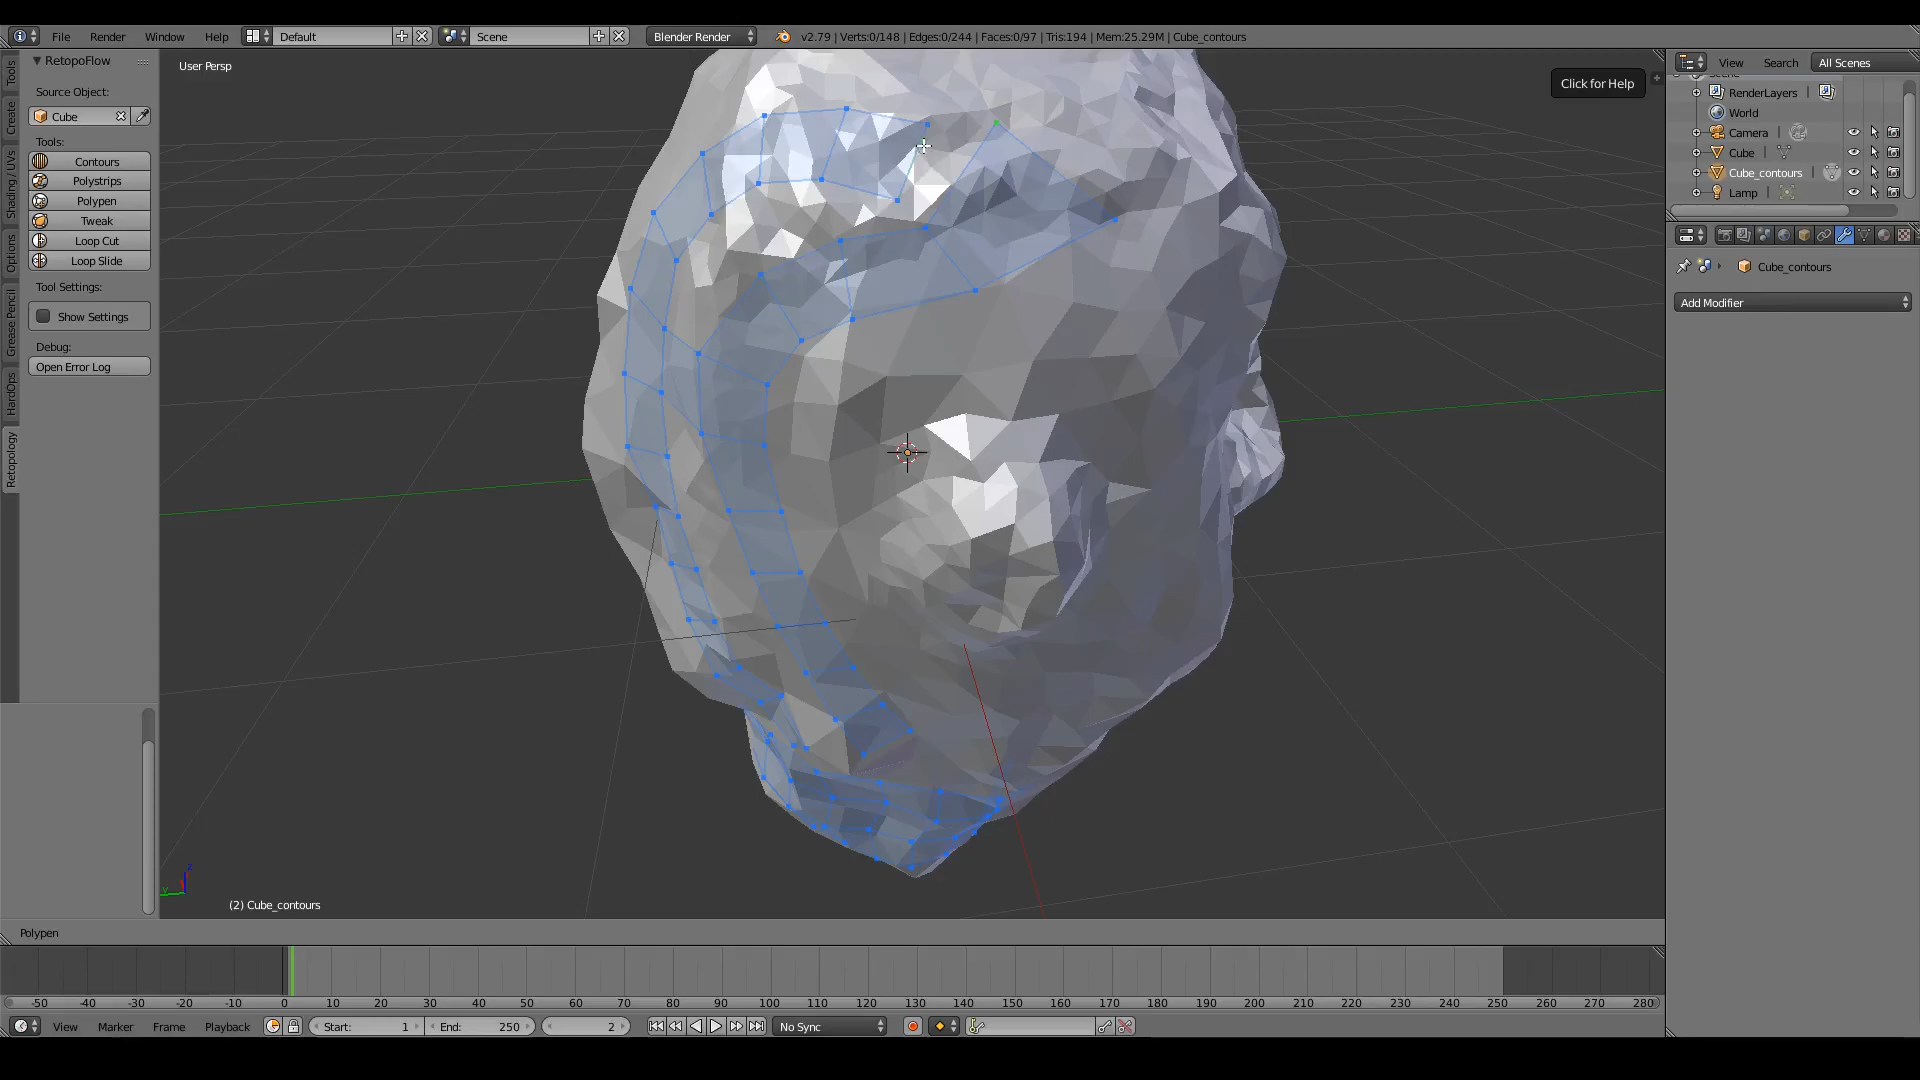 File Render Window Help Default Scene Blender Render v2.79 | Verts:0/148 | Edges:0/244 | Faces:0/97 | Tris:194 | Mem:25.29M | Cube_contours
RetopoFlow
Source Object:
Cube
Tools:
Contours
Polystrips
Polypen
Tweak
Loop Cut
Loop Slide
Tool Settings:
Show Settings
Debug:
Open Error Log
Tools
Create
Shading / UVs
Options
Grease Pencil
HardOps
Retopology
User Persp
Click for Help
(2) Cube_contours
View Search All Scenes
RenderLayers |
World
Camera |
Cube |
Cube_contours |
Lamp |
Cube_contours
Add Modifier
Polypen
-50 -40 -30 -20 -10 0 10 20 30 40 50 60 70 80 90 100 110 120 130 140 150 160 170 180 190 200 210 220 230 240 250 260 270 280
View Marker Frame Playback Start: 1 End: 250 2 No Sync